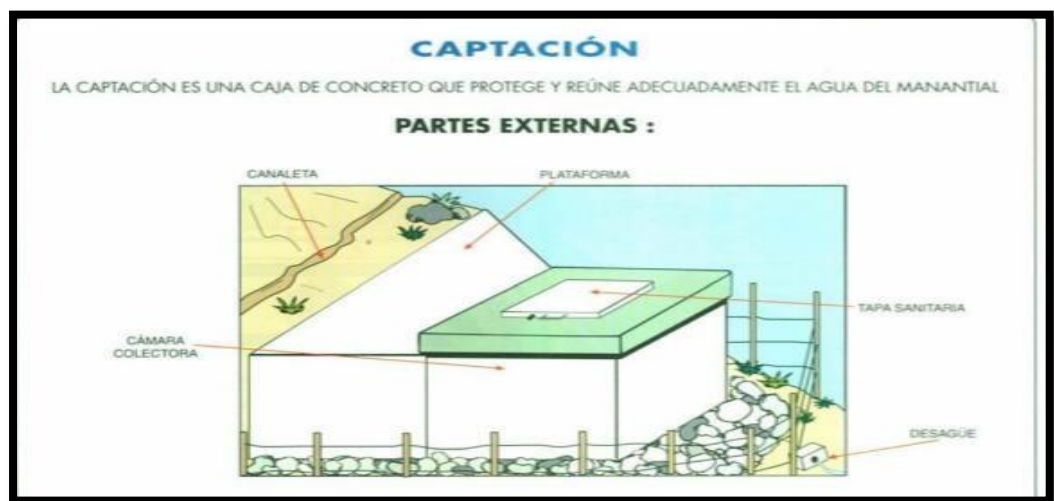 CAPTACIÓN
LA CAPTACIÓN ES UNA CAJA DE CONCRETO QUE PROTEGE Y REÚNE ADECUADAMENTE EL AGUA DEL MANANTIAL
PARTES EXTERNAS :
CANALETA
PLATAFORMA
TAPA SANITARIA
CÁMARA
COLECTORA
DESAGÜE